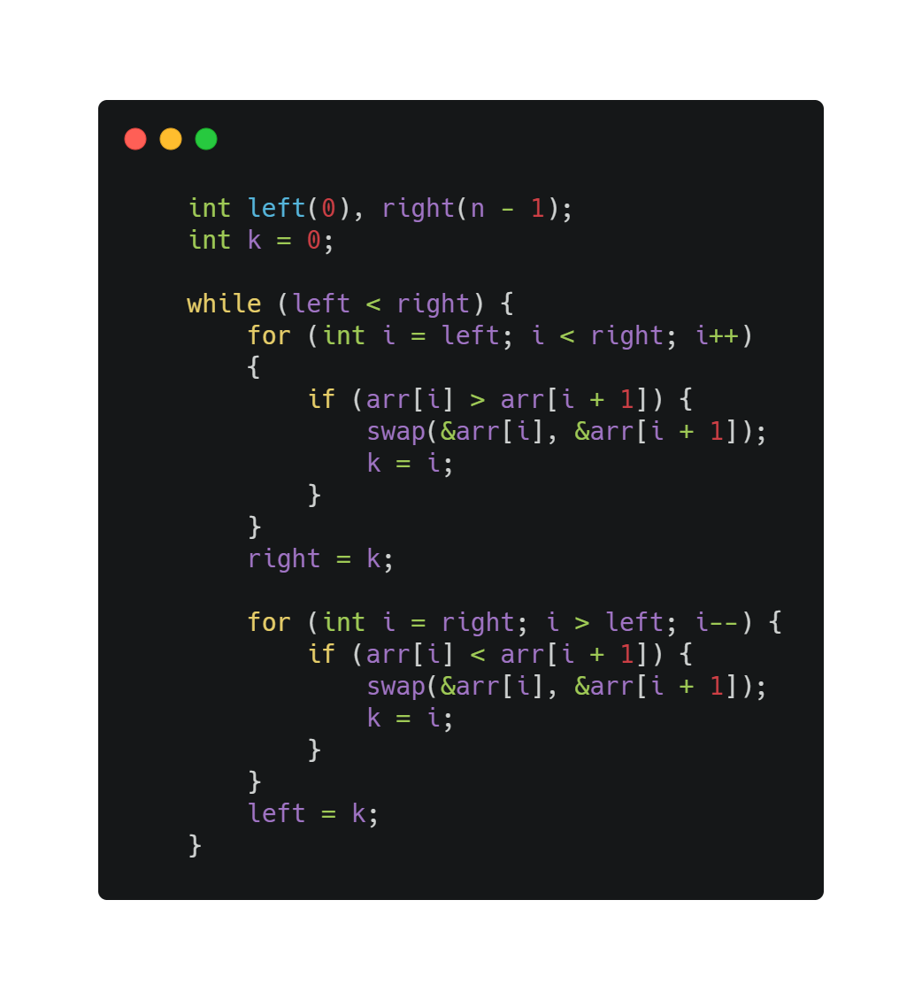 int left(0), right(n - 1);
int k = 0;

while (left < right) {
    for (int i = left; i < right; i++)
    {
        if (arr[i] > arr[i + 1]) {
            swap(&arr[i], &arr[i + 1]);
            k = i;
        }
    }
    right = k;

    for (int i = right; i > left; i--) {
        if (arr[i] < arr[i + 1]) {
            swap(&arr[i], &arr[i + 1]);
            k = i;
        }
    }
    left = k;
}